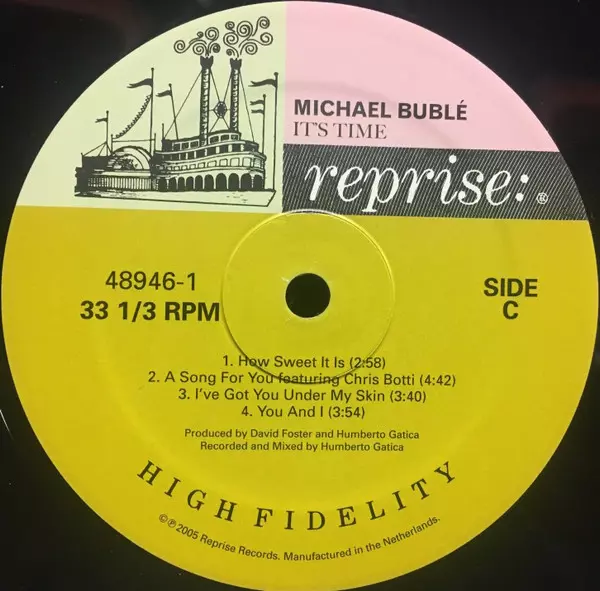 MICHAEL BUBLÉ
IT'S TIME
reprise:®
48946-1
33 1/3 RPM
SIDE
C
1. How Sweet It Is (2:58)
2. A Song For You featuring Chris Botti (4:42)
3. I've Got You Under My Skin (3:40)
4. You And I (3:54)
Produced by David Foster and Humberto Gatica
Recorded and Mixed by Humberto Gatica
HIGH FIDELITY
©℗2005 Reprise Records. Manufactured in the Netherlands.